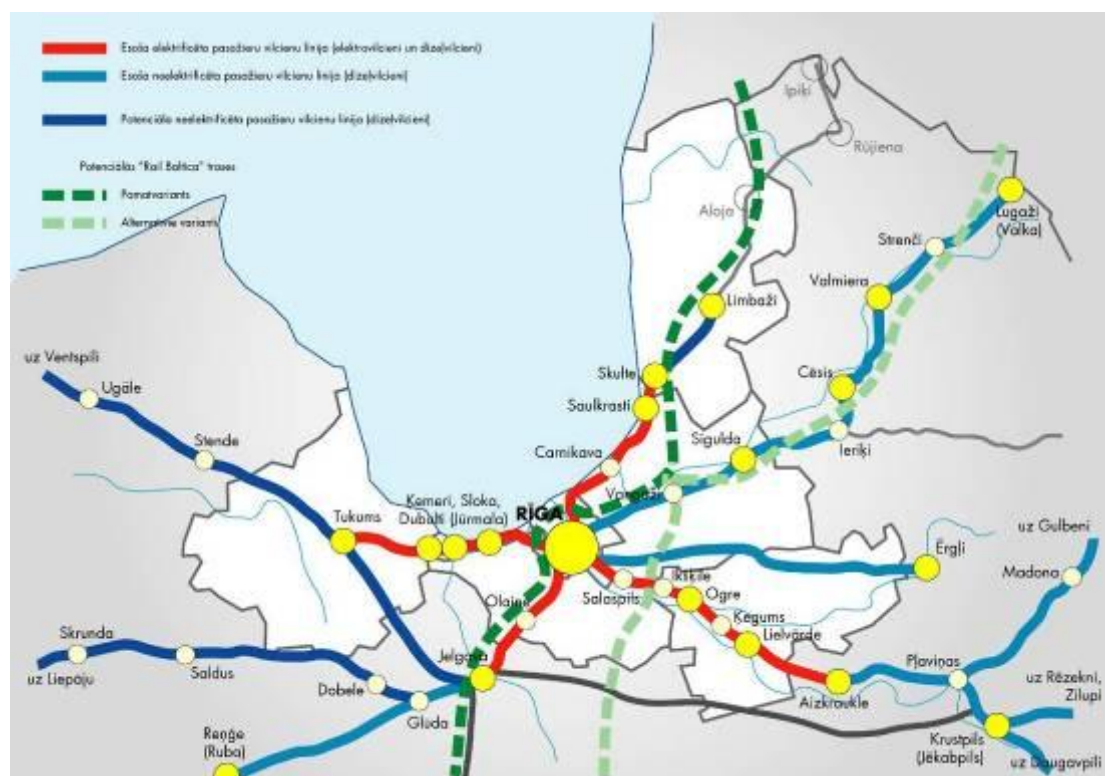 Esoša elektrificēta pasažieru vilcienu līnija (elektrovilcieni un dīzeļvilcieni)
Esoša neelektrificēta pasažieru vilcienu līnija (dīzeļvilcieni)
Potenciāla neelektrificēta pasažieru vilcienu līnija (dīzeļvilcieni)
Potenciālās "Rail Baltica" trases
Pamatvariants
Alternatīvie varianti
Ipiķi
Rūjiena
Aloja
Lugaži
(Valka)
Strenči
Valmiera
Limbaži
uz Ventspili
Ugāle
Skulte
Cēsis
Saulkrasti
Stende
Sigulda
Ieriķi
Carnikava
Vangaži
Ķemeri, Sloka,
Dubulti (Jūrmala)
RĪGA
Tukums
uz Gulbeni
Ērgļi
Madona
Ikšķile
Salaspils
Ogre
Olaine
Ķegums
Lielvārde
Skrunda
Jelgava
Pļaviņas
uz Liepāju
Saldus
Dobele
Aizkraukle
uz Rēzekni,
Zilupi
Glūda
Reņģe
(Ruba)
Krustpils
(Jēkabpils)
uz Daugavpili